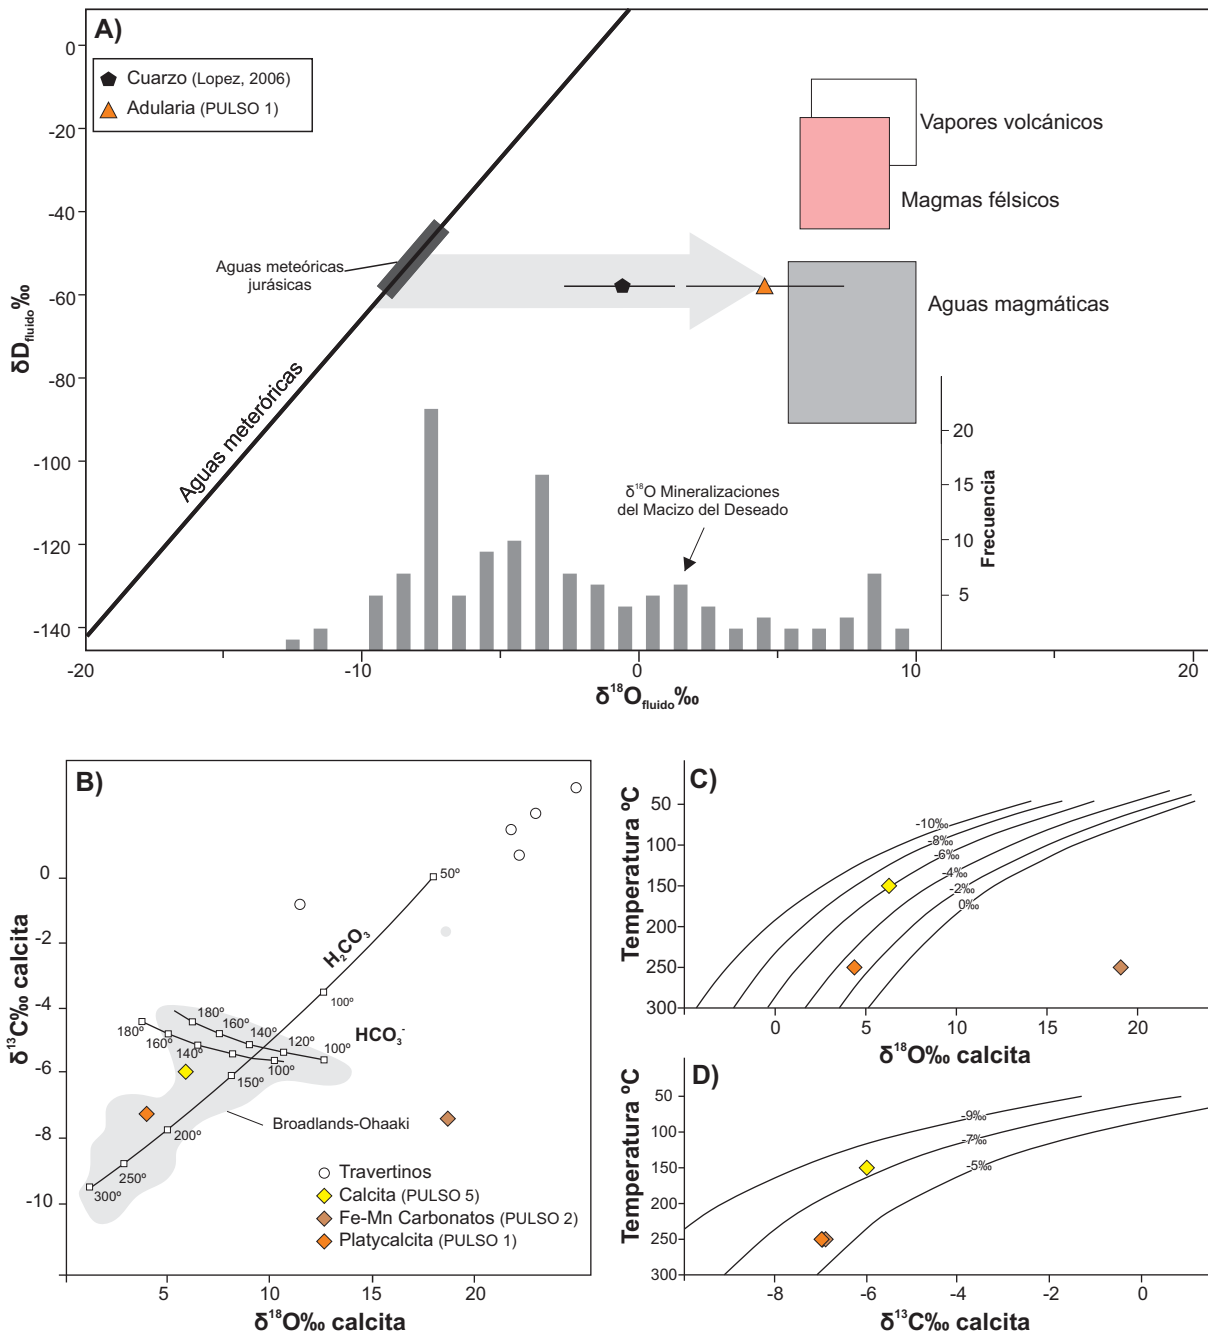 A)
Cuarzo (Lopez, 2006)
Adularia (PULSO 1)
0
-20
-40
-60
-80
-100
-120
-140
δD fluido ‰
Vapores volcánicos
Magmas félsicos
Aguas magmáticas
Aguas meteóricas
jurásicas
Aguas meteróricas
δ¹⁸O Mineralizaciones
del Macizo del Deseado
20
15
10
5
Frecuencia
-20
-10
0
10
20
δ¹⁸O fluido ‰
B)
0
-2
-4
-6
-8
-10
δ¹³C‰ calcita
50º
H₂CO₃
100º
HCO₃⁻
180º
160º
140º
120º
100º
180º
160º
140º
100º
150º
200º
250º
300º
Broadlands-Ohaaki
Travertinos
Calcita (PULSO 5)
Fe-Mn Carbonatos (PULSO 2)
Platycalcita (PULSO 1)
5
10
15
20
δ¹⁸O‰ calcita
C)
Temperatura ºC
50
100
150
200
250
300
-10‰
-8‰
-6‰
-4‰
-2‰
0‰
0
5
10
15
20
δ¹⁸O‰ calcita
D)
Temperatura ºC
50
100
150
200
250
300
-9‰
-7‰
-5‰
-8
-6
-4
-2
0
δ¹³C‰ calcita